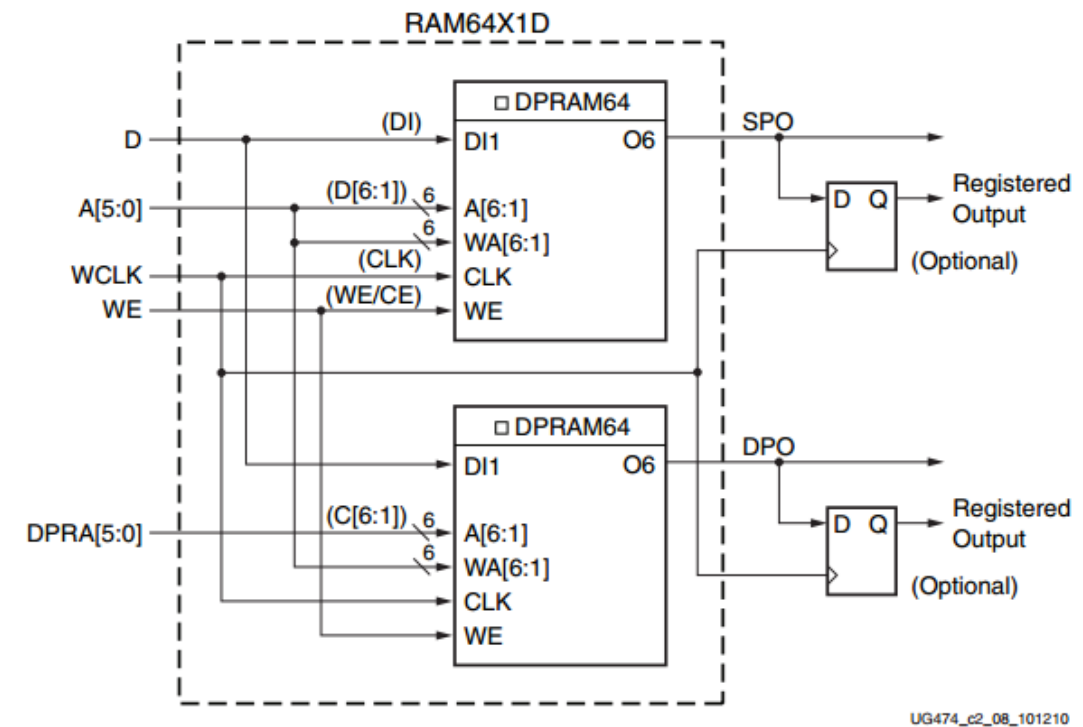 RAM64X1D
□ DPRAM64
D
(DI)
DI1
O6
SPO
A[5:0]
(D[6:1])
6
A[6:1]
6
WA[6:1]
WCLK
(CLK)
CLK
WE
(WE/CE)
WE
D Q
Registered
Output
(Optional)
□ DPRAM64
DI1
O6
DPO
DPRA[5:0]
(C[6:1])
6
A[6:1]
6
WA[6:1]
CLK
WE
D Q
Registered
Output
(Optional)
UG474_c2_08_101210